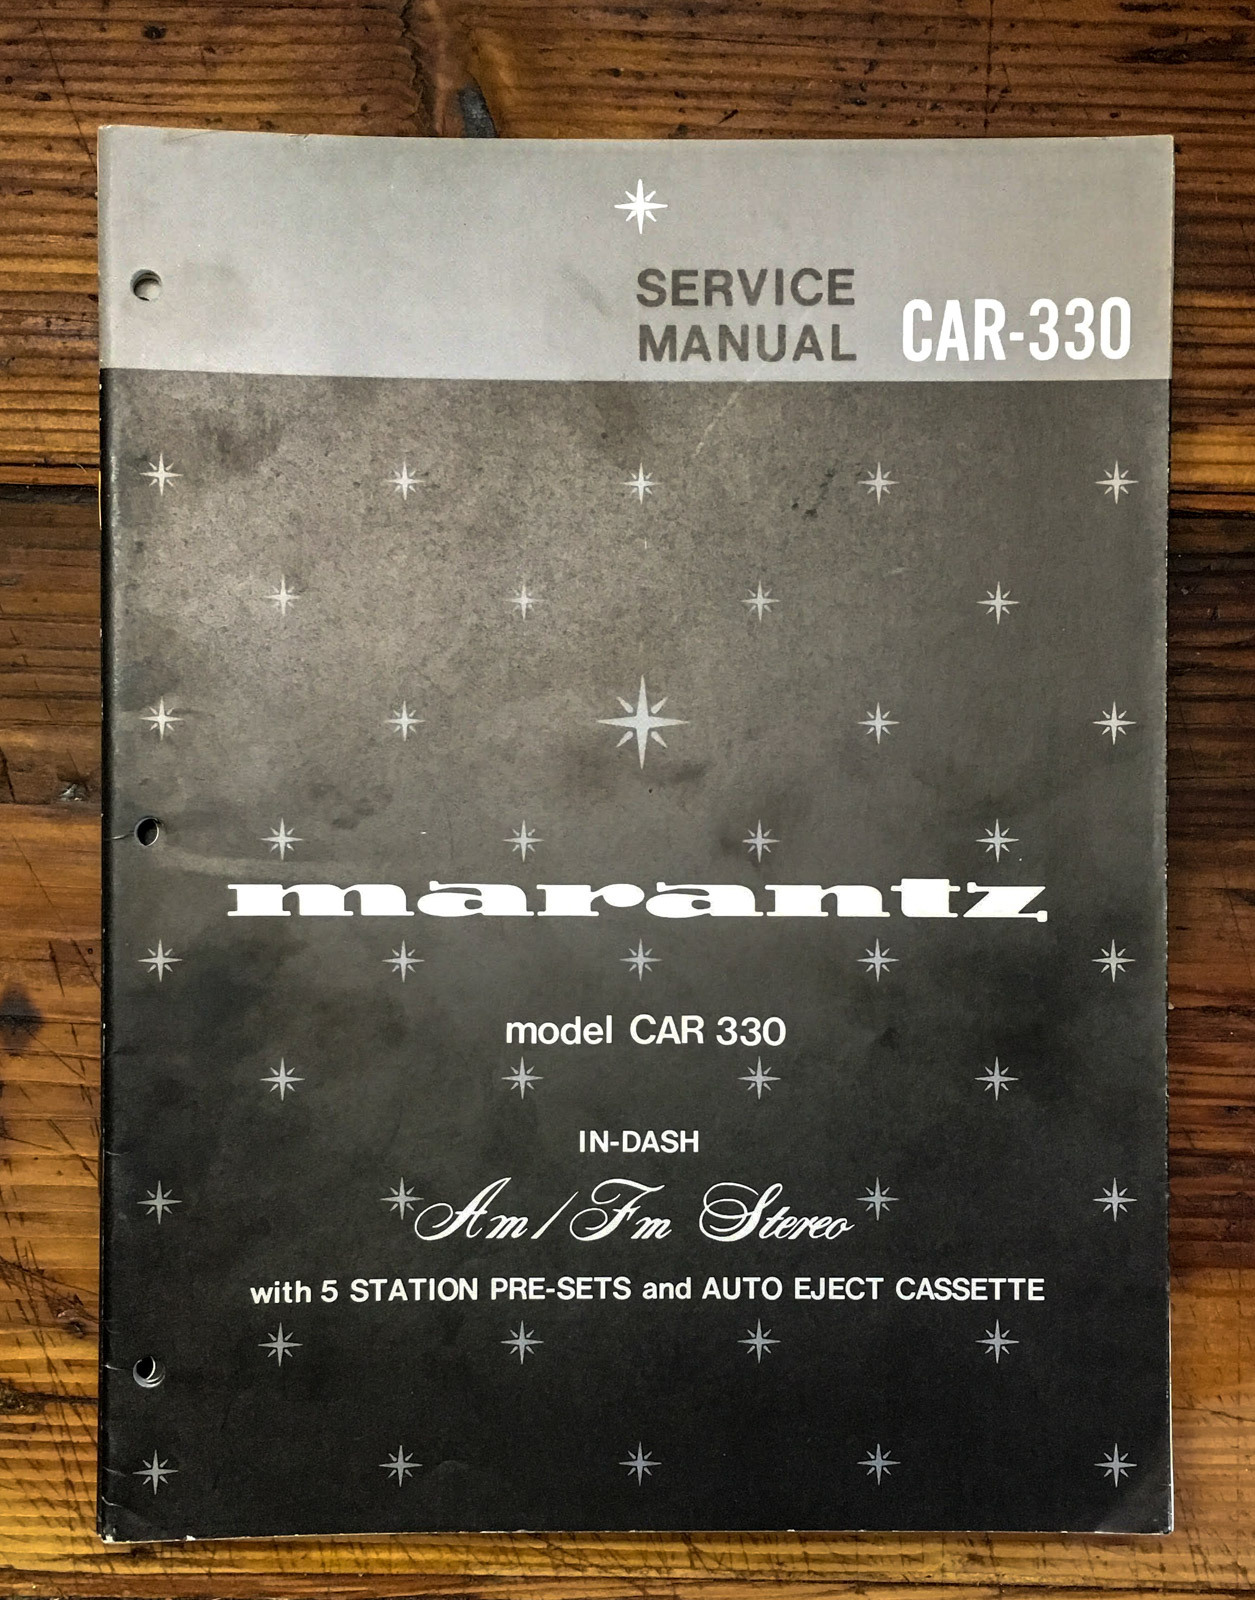 SERVICE
MANUAL CAR-330
marantz
model CAR 330
IN-DASH
Am/Fm Stereo
with 5 STATION PRE-SETS and AUTO EJECT CASSETTE